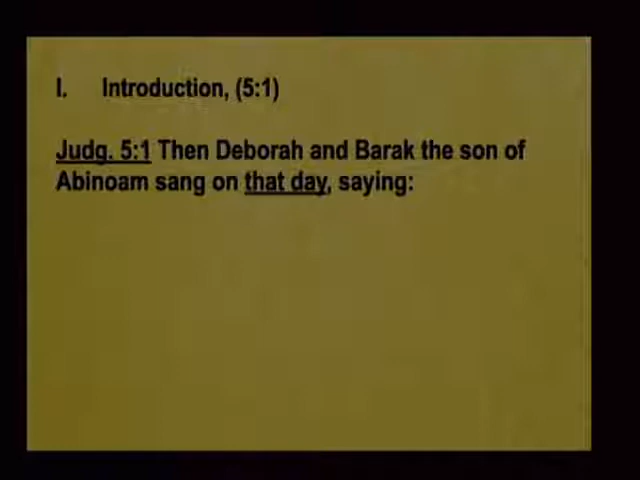 I. Introduction, (5:1)
Judg. 5:1 Then Deborah and Barak the son of
Abinoam sang on that day, saying: